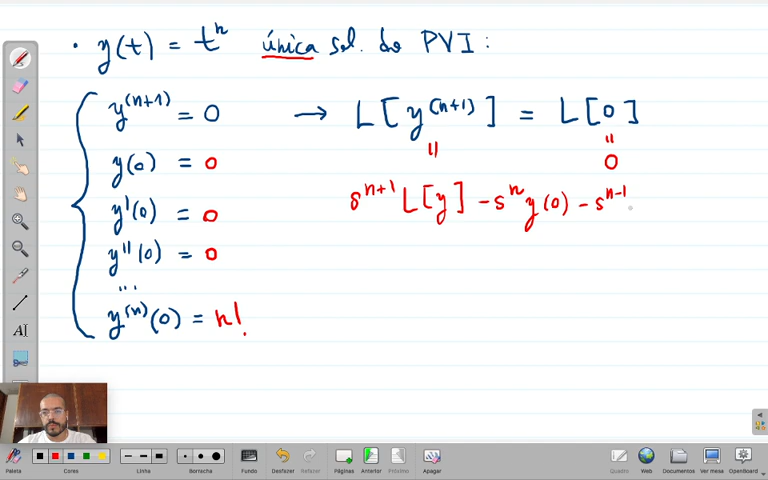 • y(t) = tⁿ única sol. do PVI:
y⁽ⁿ⁺¹⁾ = 0 → L[y⁽ⁿ⁺¹⁾] = L[0]
y(0) = 0 = 0
sⁿ⁺¹ L[y] - sⁿ y(0) - sⁿ⁻¹
y'(0) = 0
y''(0) = 0
...
y⁽ⁿ⁾(0) = n!
Paleta Cores Linha Borracha Fundo Desfazer Refazer Páginas Anterior Próximo Apagar Quadro Web Documentos Ver mesa OpenBoard